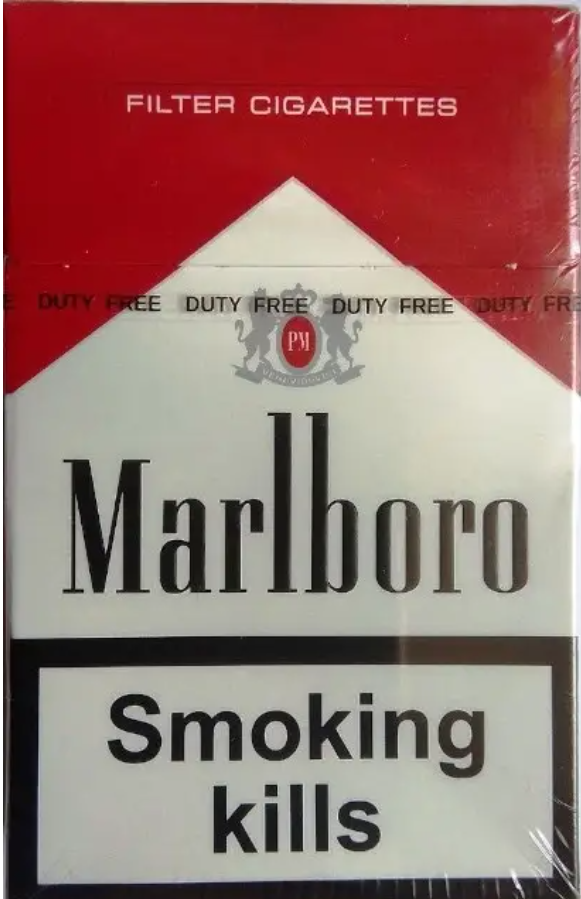 FILTER CIGARETTES
DUTY FREE DUTY FREE DUTY FREE DUTY
PM
Marlboro
Smoking
kills